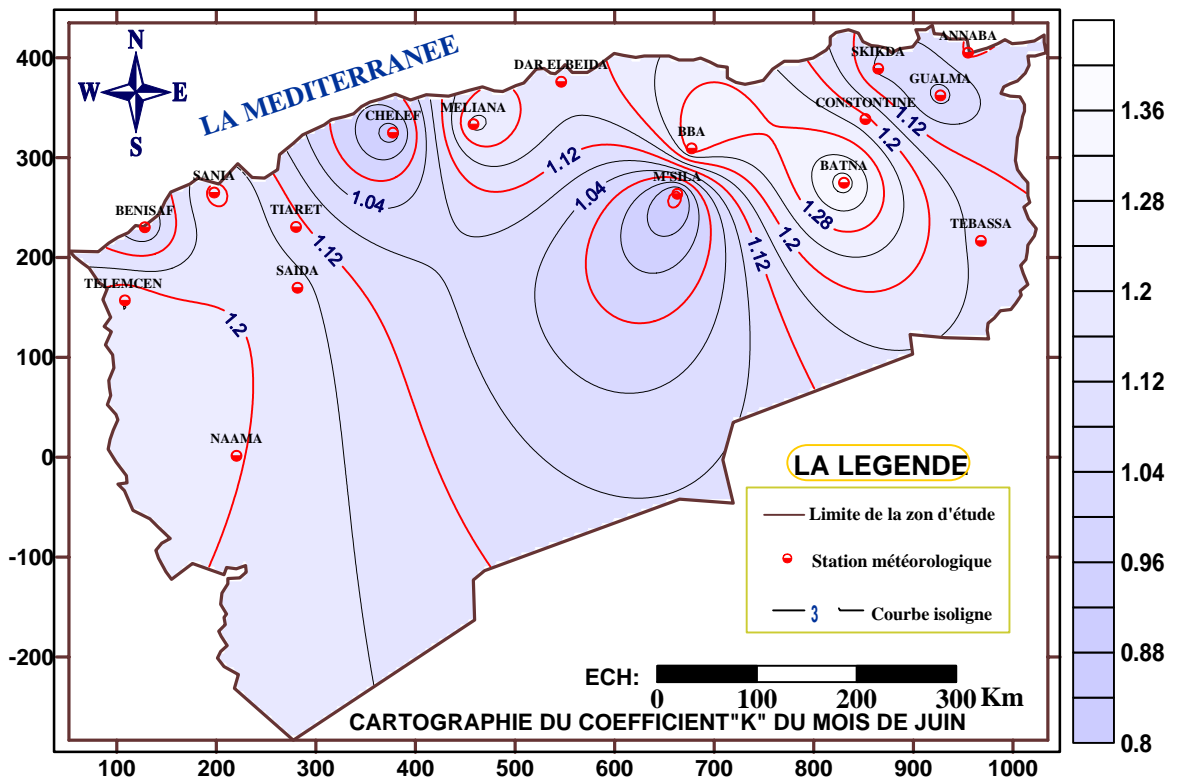 N
W E
S
LA MEDITERRANEE
400
300
200
100
0
-100
-200
100 200 300 400 500 600 700 800 900 1000
ANNABA
SKIKDA
DAR ELBEIDA
GUALMA
CONSTONTINE
MELIANA
CHELEF
BBA
BATNA
M'SILA
SANIA
BENISAF
TIARET
TEBASSA
SAIDA
TELEMCEN
NAAMA
1.12
1.12
1.04
1.04
1.2
1.28
1.2
1.12
1.12
1.2
LA LEGENDE
Limite de la zon d'étude
Station météorologique
3 Courbe isoligne
ECH:
0 100 200 300 Km
CARTOGRAPHIE DU COEFFICIENT"K" DU MOIS DE JUIN
1.36
1.28
1.2
1.12
1.04
0.96
0.88
0.8